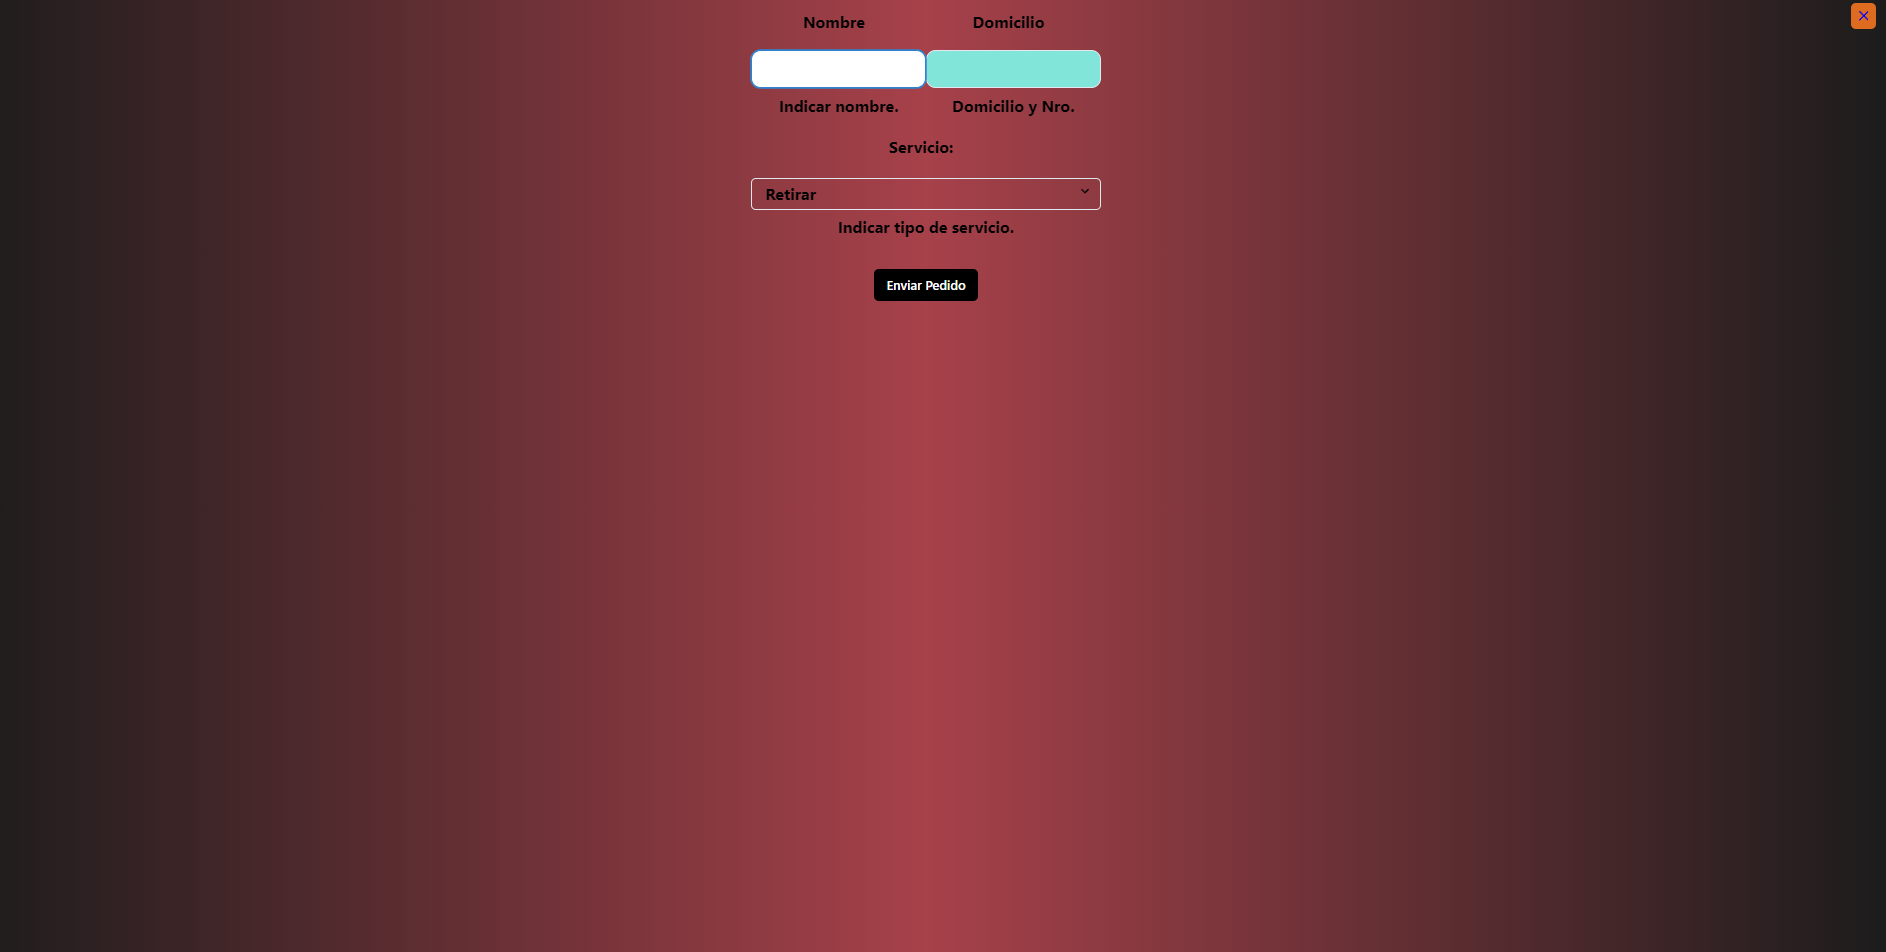 Nombre Domicilio
Indicar nombre. Domicilio y Nro.
Servicio:
Retirar
Indicar tipo de servicio.
Enviar Pedido